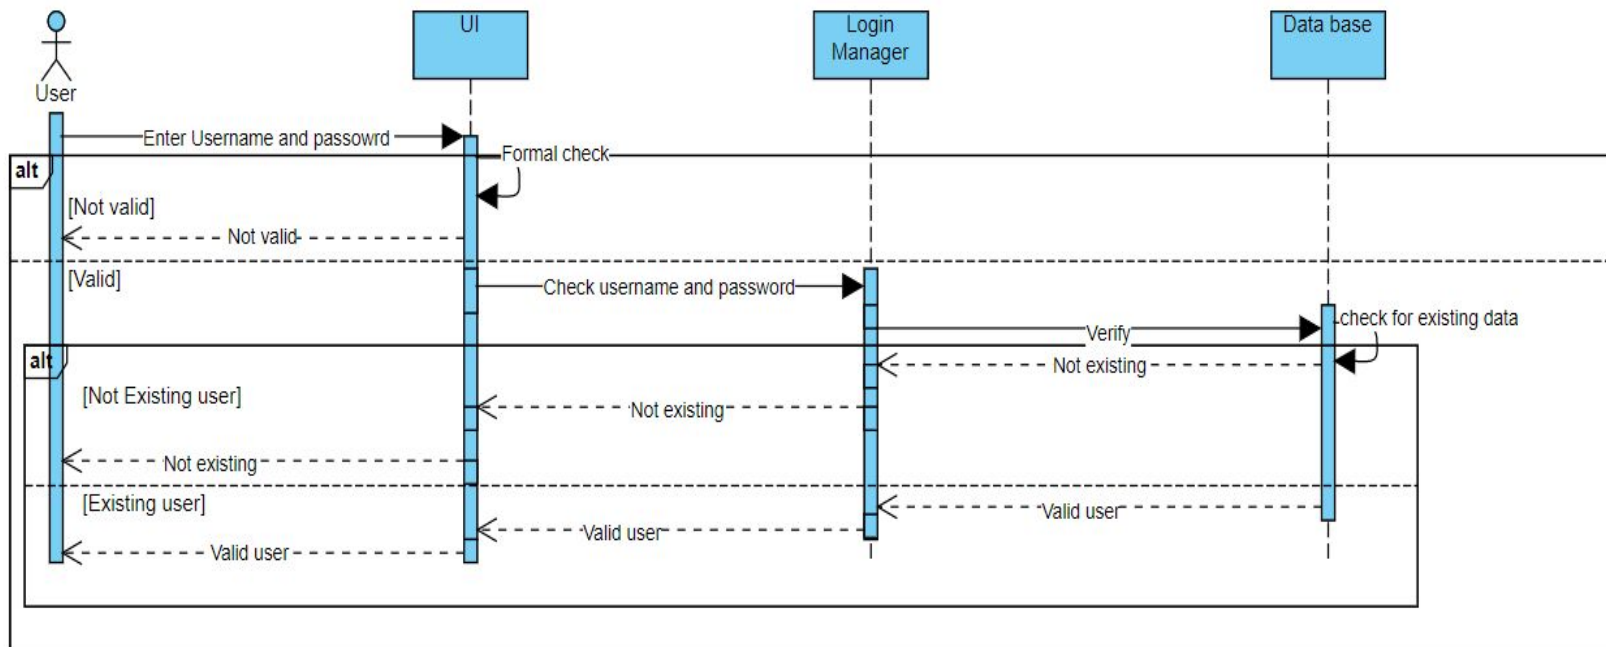 UI
Login
Manager
Data base
User
Enter Username and passowrd
Formal check
alt
[Not valid]
Not valid
[Valid]
Check username and password
check for existing data
Verify
alt
Not existing
[Not Existing user]
Not existing
Not existing
[Existing user]
Valid user
Valid user
Valid user